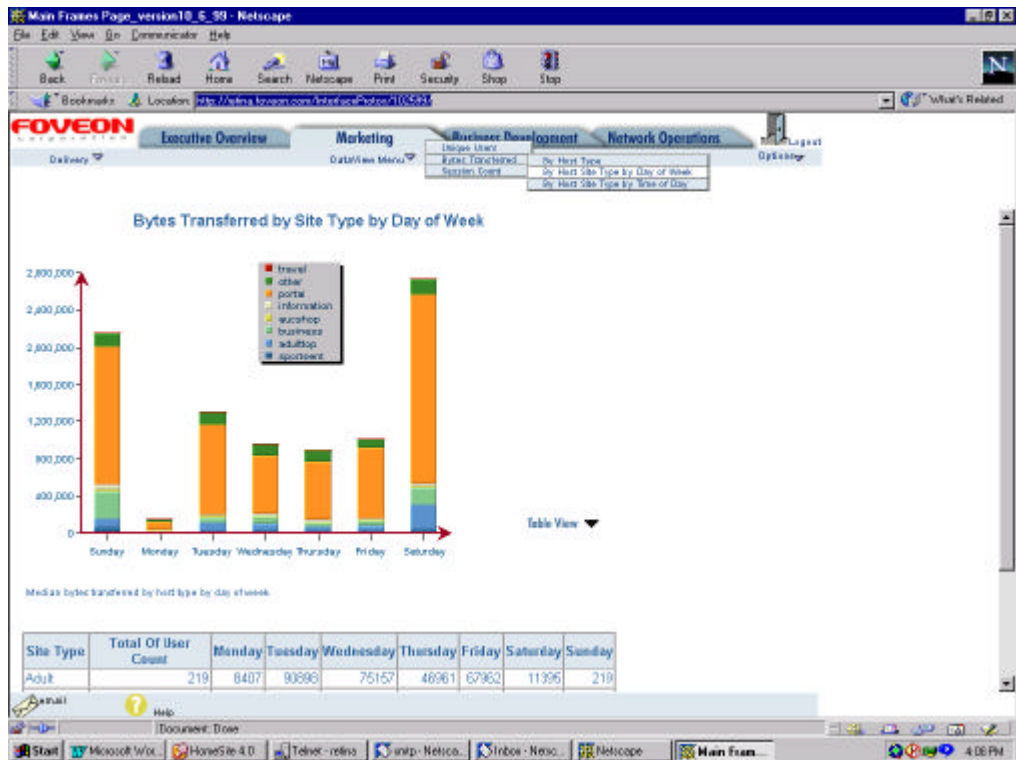 Main Frames Page_version10_6_99 - Netscape
File Edit View Go Communicator Help
Back Reload Home Search Netscape Print Security Shop Stop
Bookmarks Location: What's Related
FOVEON
Executive Overview Marketing Business Development Network Operations Logout
Delivery DataView Menu Options
Unique Users
Bytes Transferred By Host Type
Session Count By Host Site Type by Day of Week
By Host Site Type by Time of Day
Bytes Transferred by Site Type by Day of Week
travel
other
portal
information
business
adulttop
2,800,000
2,400,000
2,000,000
1,600,000
1,200,000
800,000
400,000
0
Sunday Monday Tuesday Wednesday Thursday Friday Saturday
Table View
Median bytes transferred by host type by day of week
Site Type Total Of User Count Monday Tuesday Wednesday Thursday Friday Saturday Sunday
Adult 219 8407 90898 75157 46961 67962 11395 219
email Help
Document: Done
Start Microsoft Wor... HomeSite 4.0 Telnet - retina Inbox - Netsc... Netscape Main Fram... 4:08 PM